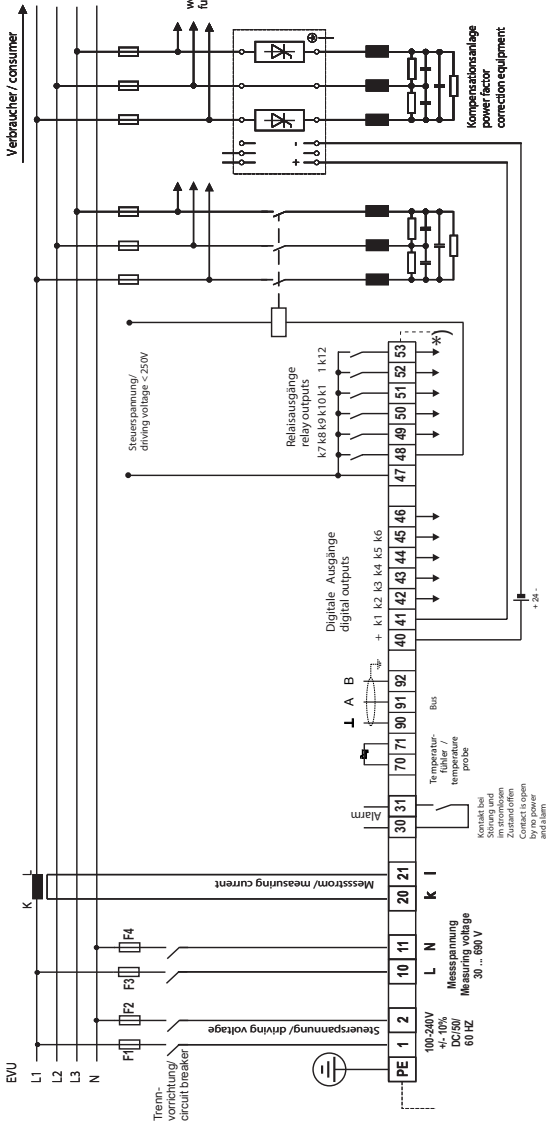 EVU
L1
L2
L3
N
K
L
Verbraucher / consumer
we
fu
F1
F2
F3
F4
Trenn-
vorrichtung/
circuit breaker
Steuerspannung/ driving voltage
Messstrom/ measuring current
Steuerspannung/
driving voltage < 250V
Alarm
⊥ A B
Digitale Ausgänge
digital outputs
+ k1 k2 k3 k4 k5 k6
Relaisausgänge
relay outputs
k7 k8 k9 k10 k1 1 k12
+ -
Kompensationsanlage
power factor
correction equipment
PE 1 2 10 11 20 21 30 31 70 71 90 91 92 40 41 42 43 44 45 46 47 48 49 50 51 52 53
*)
100-240V
+/- 10%
DC/50/
60 HZ
L N
Messspannung
Measuring voltage
30 ... 690 V
k l
Kontakt bei
Störung und
im stromlosen
Zustand offen
Contact is open
by no power
and alarm
Temperatur-
fühler /
temperature
probe
Bus
+ 24 -